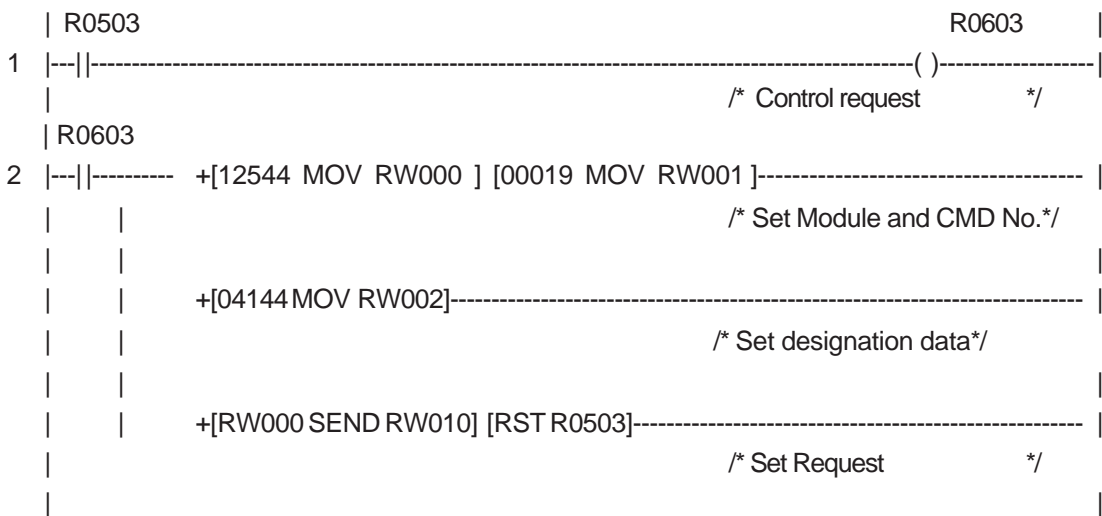 | R0503 R0603 |
1 |---| |----------------------------------------------------------------------------------------------------( )-------------------|
| /* Control request */
| R0603
2 |---| |---------- +[12544 MOV RW000 ] [00019 MOV RW001 ]-------------------------------------- |
| | /* Set Module and CMD No.*/
| | |
| | +[04144 MOV RW002]-------------------------------------------------------------------------- |
| | /* Set designation data*/
| | |
| | +[RW000 SEND RW010] [RST R0503]----------------------------------------------------- |
| /* Set Request */
| |